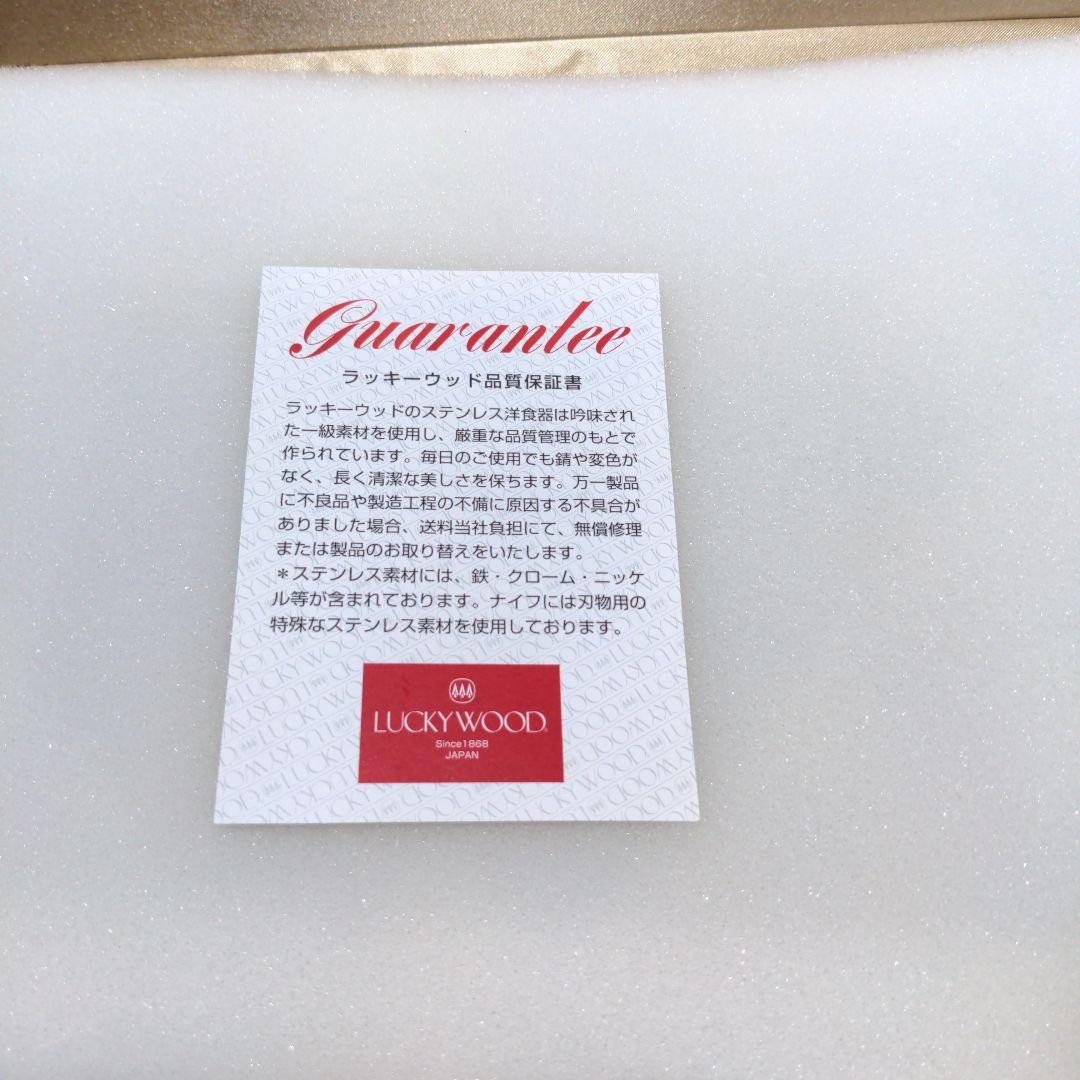 Guarantee
ラッキーウッド品質保証書
ラッキーウッドのステンレス洋食器は吟味され
た一級素材を使用し、厳重な品質管理のもとで
作られています。毎日のご使用でも錆や変色が
なく、長く清潔な美しさを保ちます。万一製品
に不良品や製造工程の不備に原因する不具合が
ありました場合、送料当社負担にて、無償修理
または製品のお取り替えをいたします。
＊ステンレス素材には、鉄・クローム・ニッケ
ル等が含まれております。ナイフには刃物用の
特殊なステンレス素材を使用しております。
LUCKYWOOD®
Since1868
JAPAN